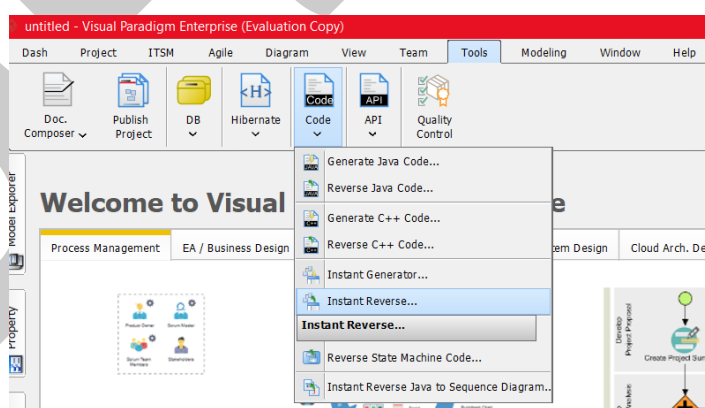 untitled - Visual Paradigm Enterprise (Evaluation Copy)
Dash Project ITSM Agile Diagram View Team Tools Modeling Window Help
<H> Code API
JAVA
Doc. Composer
Publish Project
DB
Hibernate
Code
API
Quality Control
Generate Java Code...
Reverse Java Code...
Generate C++ Code...
Reverse C++ Code...
Instant Generator...
Instant Reverse...
Instant Reverse...
Reverse State Machine Code...
Instant Reverse Java to Sequence Diagram...
Model Explorer
Property
Welcome to Visual e
Process Management EA / Business Design tem Design Cloud Arch. De
Product Owner Scrum Master
Scrum Team Members Stakeholders
Develop Project Proposal
Create Project Sum